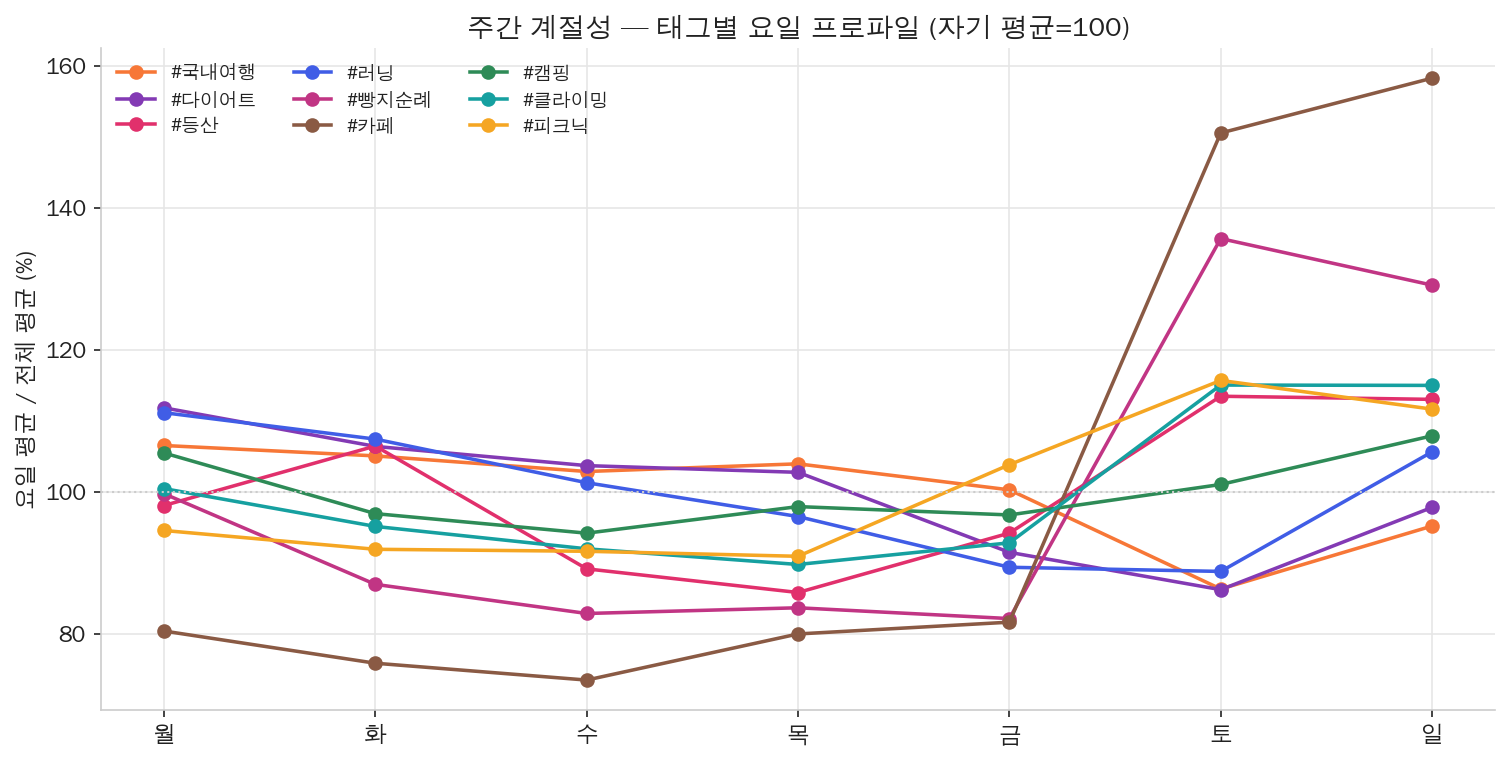 주간 계절성 — 태그별 요일 프로파일 (자기 평균=100)
#국내여행 #러닝 #캠핑
#다이어트 #빵지순례 #클라이밍
#등산 #카페 #피크닉
요일 평균 / 전체 평균 (%)
160
140
120
100
80
월 화 수 목 금 토 일